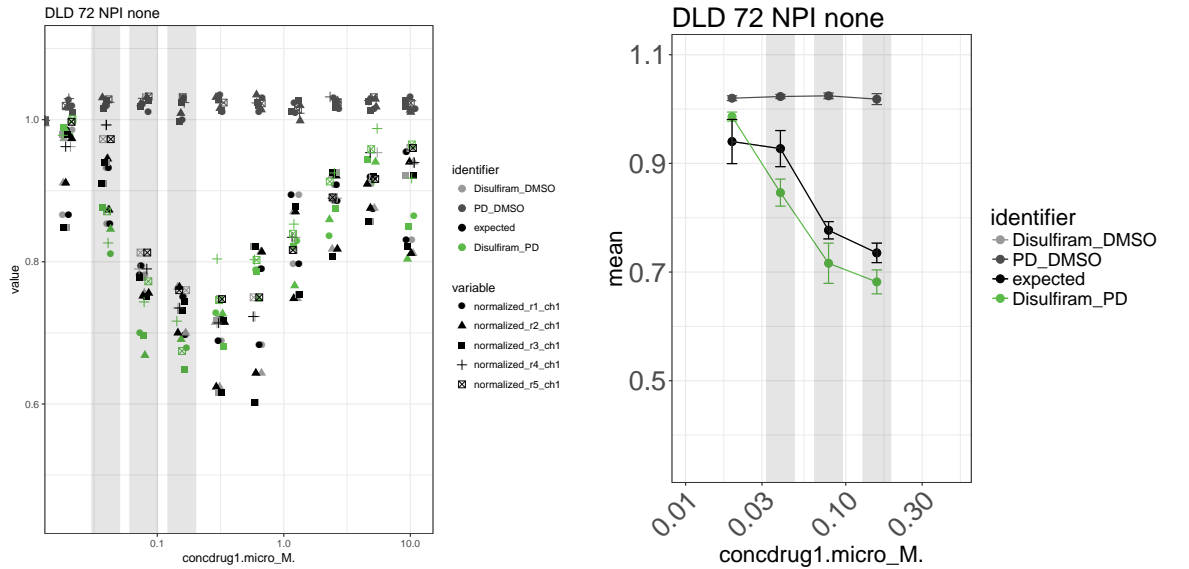 DLD 72 NPI none
value
1.0
0.8
0.6
0.1
1.0
10.0
concdrug1.micro_M.
identifier
Disulfiram_DMSO
PD_DMSO
expected
Disulfiram_PD
variable
normalized_r1_ch1
normalized_r2_ch1
normalized_r3_ch1
normalized_r4_ch1
normalized_r5_ch1
DLD 72 NPI none
mean
1.1
0.9
0.7
0.5
0.01
0.03
0.10
0.30
concdrug1.micro_M.
identifier
Disulfiram_DMSO
PD_DMSO
expected
Disulfiram_PD